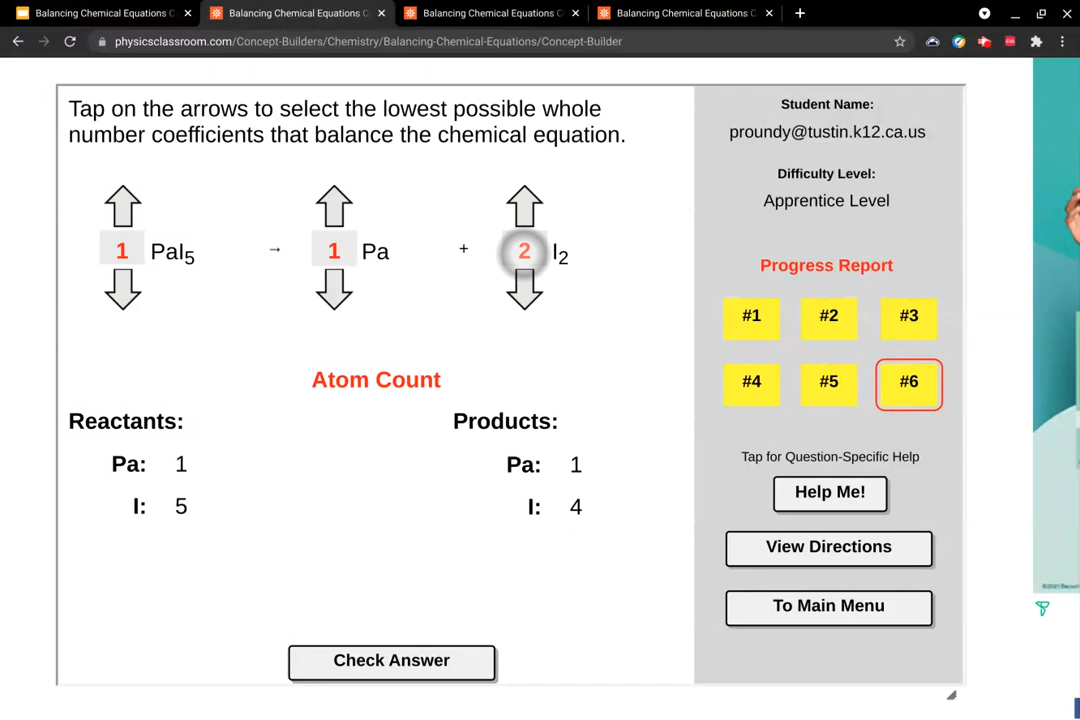 Balancing Chemical Equations C
Balancing Chemical Equations C
Balancing Chemical Equations C
Balancing Chemical Equations C
physicsclassroom.com/Concept-Builders/Chemistry/Balancing-Chemical-Equations/Concept-Builder
Tap on the arrows to select the lowest possible whole
number coefficients that balance the chemical equation.
1 PaI5 → 1 Pa + 2 I2
Atom Count
Reactants:
Products:
Pa: 1
Pa: 1
I: 5
I: 4
Check Answer
Student Name:
proundy@tustin.k12.ca.us
Difficulty Level:
Apprentice Level
Progress Report
#1 #2 #3
#4 #5 #6
Tap for Question-Specific Help
Help Me!
View Directions
To Main Menu